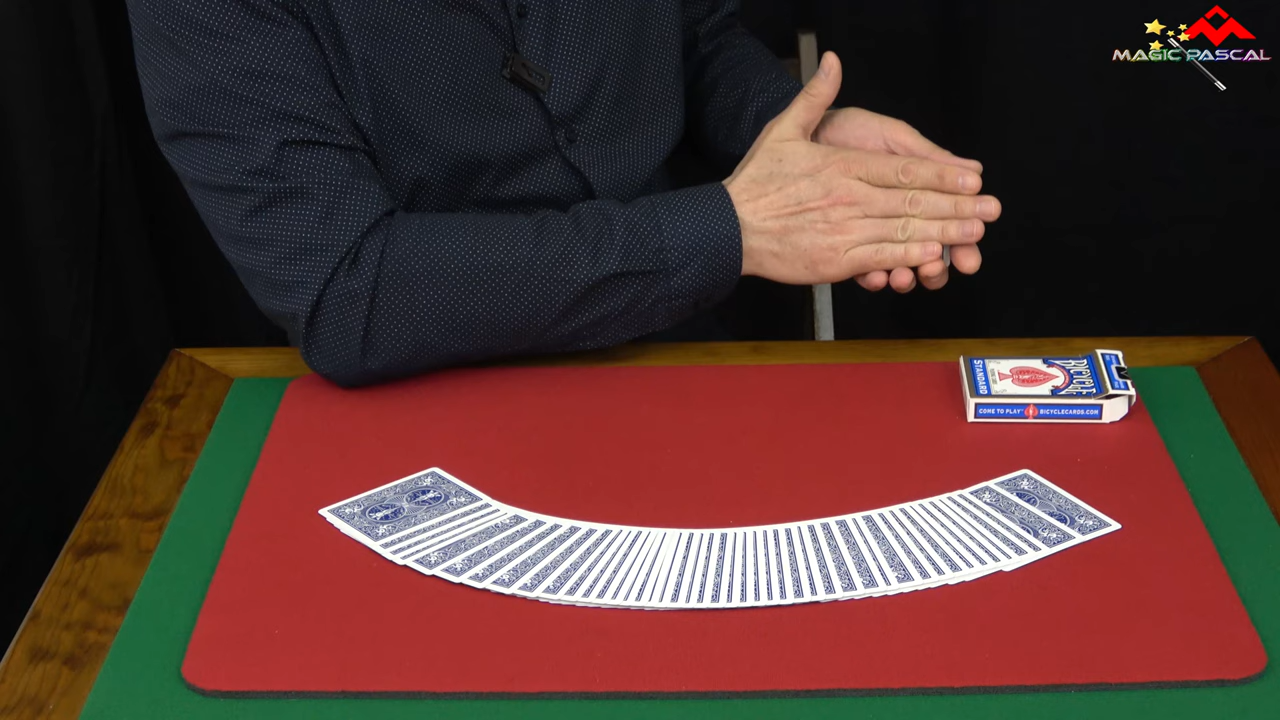 MAGIC PASCAL
BICYCLE
STANDARD
COME TO PLAY
BICYCLECARDS.COM